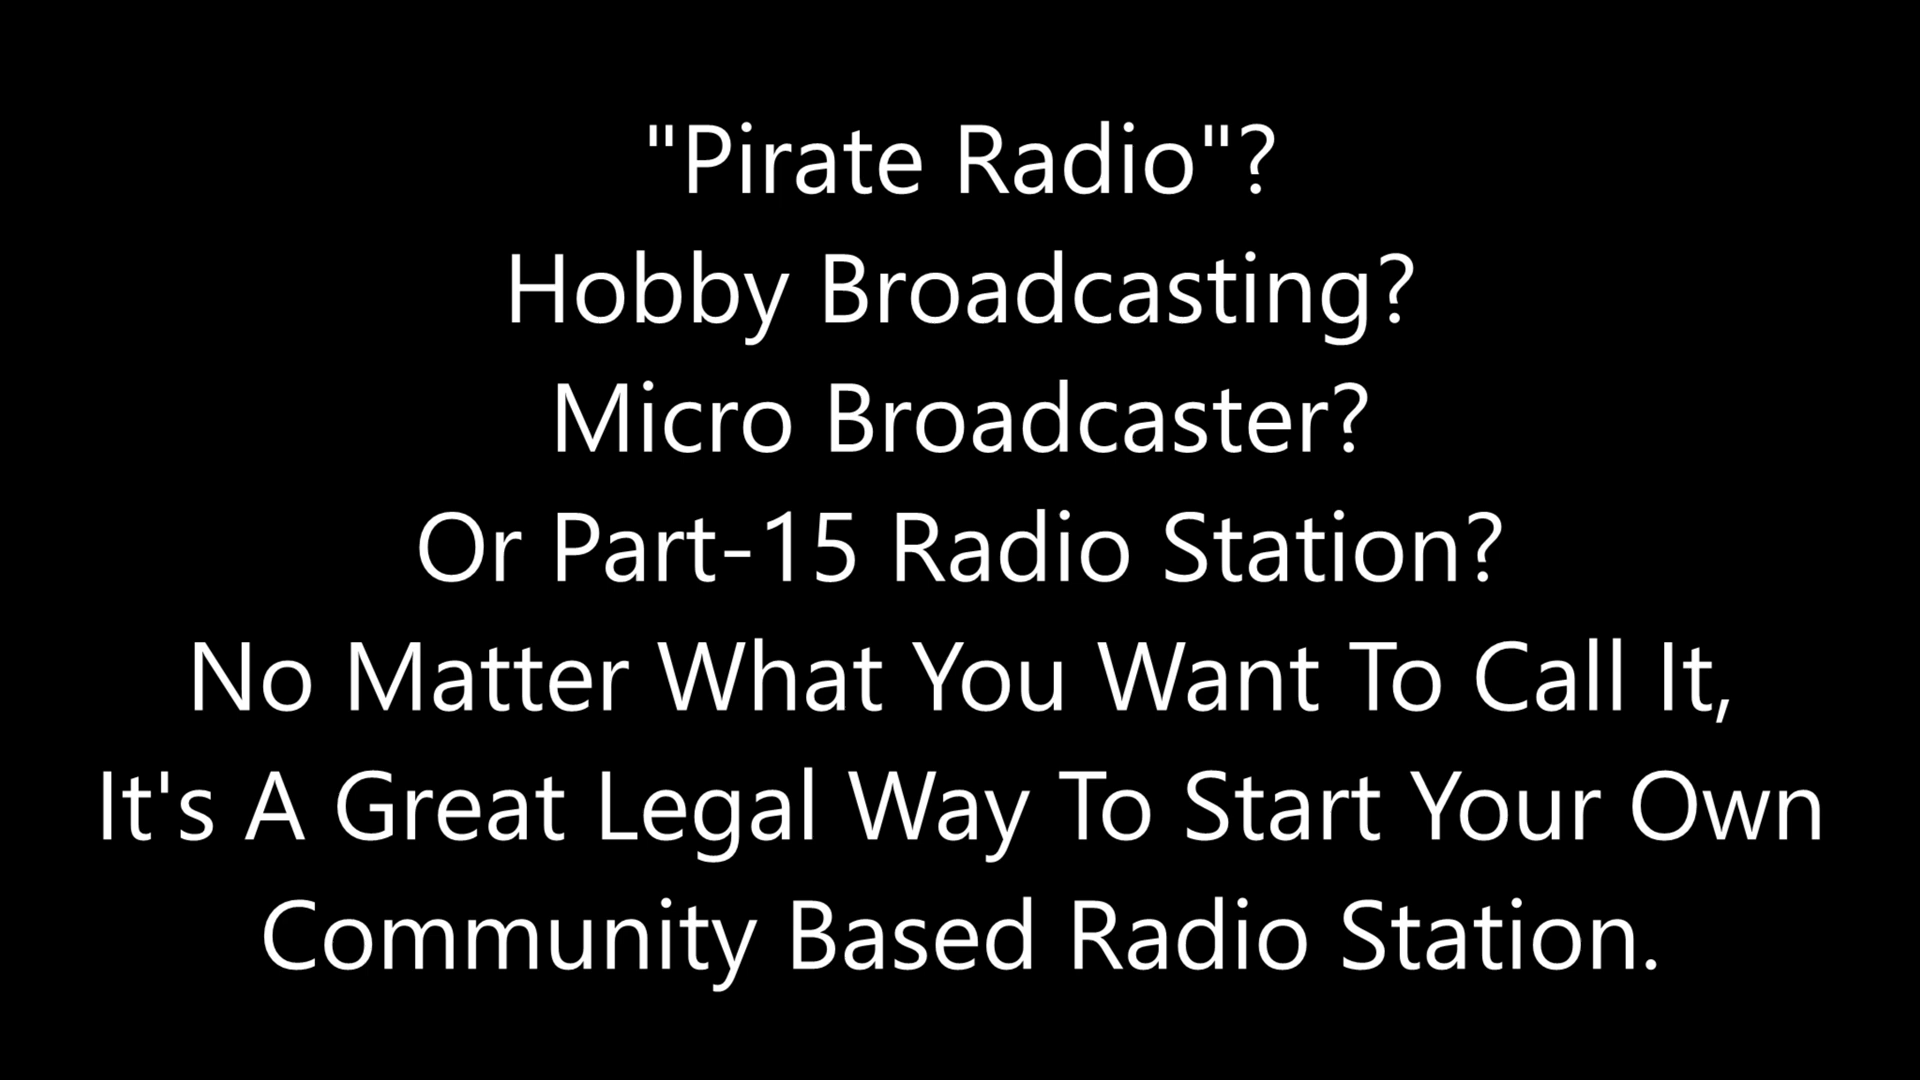 "Pirate Radio"?
Hobby Broadcasting?
Micro Broadcaster?
Or Part-15 Radio Station?
No Matter What You Want To Call It,
It's A Great Legal Way To Start Your Own
Community Based Radio Station.